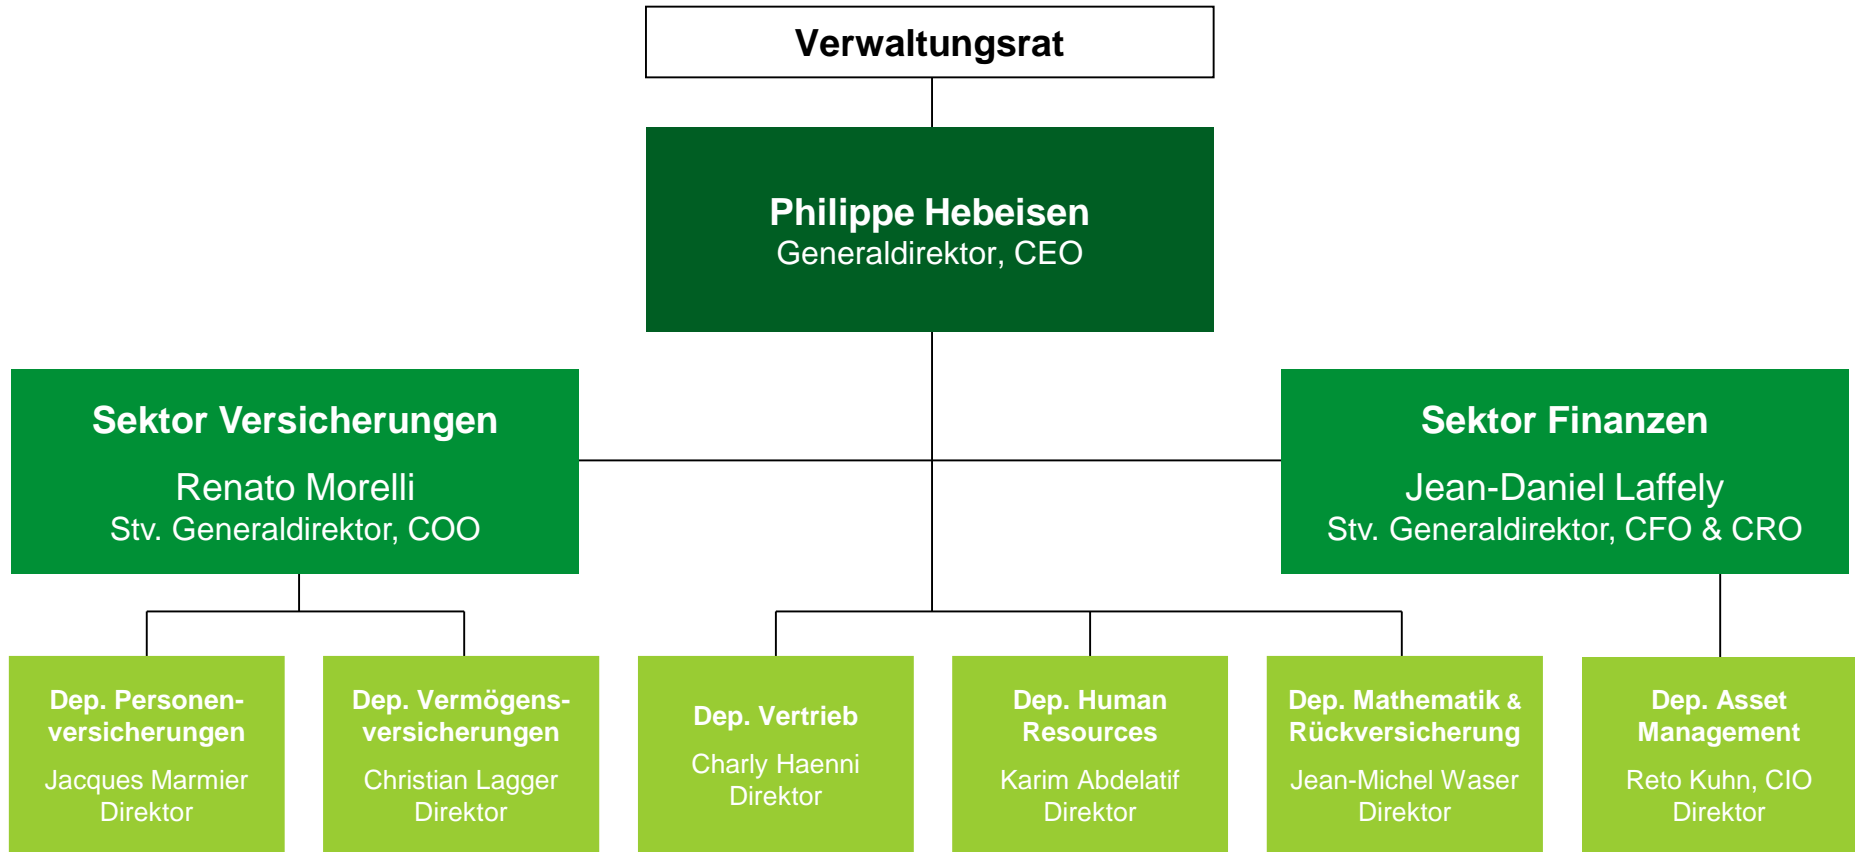 Verwaltungsrat
Philippe Hebeisen
Generaldirektor, CEO
Sektor Versicherungen
Renato Morelli
Stv. Generaldirektor, COO
Sektor Finanzen
Jean-Daniel Laffely
Stv. Generaldirektor, CFO & CRO
Dep. Personen-
versicherungen
Jacques Marmier
Direktor
Dep. Vermögens-
versicherungen
Christian Lagger
Direktor
Dep. Vertrieb
Charly Haenni
Direktor
Dep. Human
Resources
Karim Abdelatif
Direktor
Dep. Mathematik &
Rückversicherung
Jean-Michel Waser
Direktor
Dep. Asset
Management
Reto Kuhn, CIO
Direktor